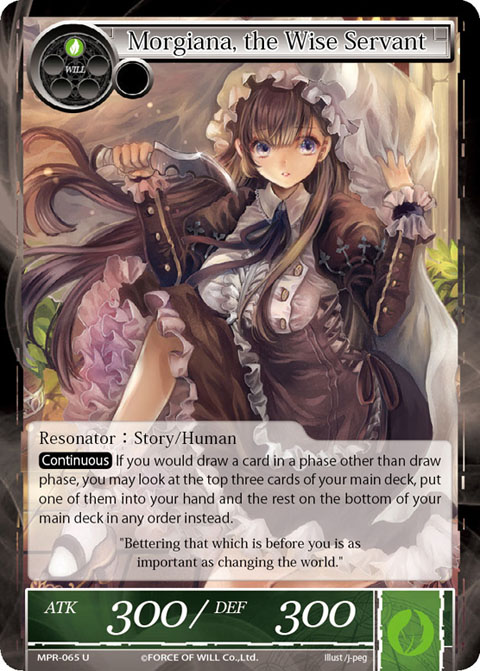 Morgiana, the Wise Servant
WILL
Resonator : Story/Human
Continuous If you would draw a card in a phase other than draw
phase, you may look at the top three cards of your main deck, put
one of them into your hand and the rest on the bottom of your
main deck in any order instead.
"Bettering that which is before you is as
important as changing the world."
ATK 300/ DEF 300
MPR-065 U ©FORCE OF WILL Co.,Ltd. Illust/j-peg